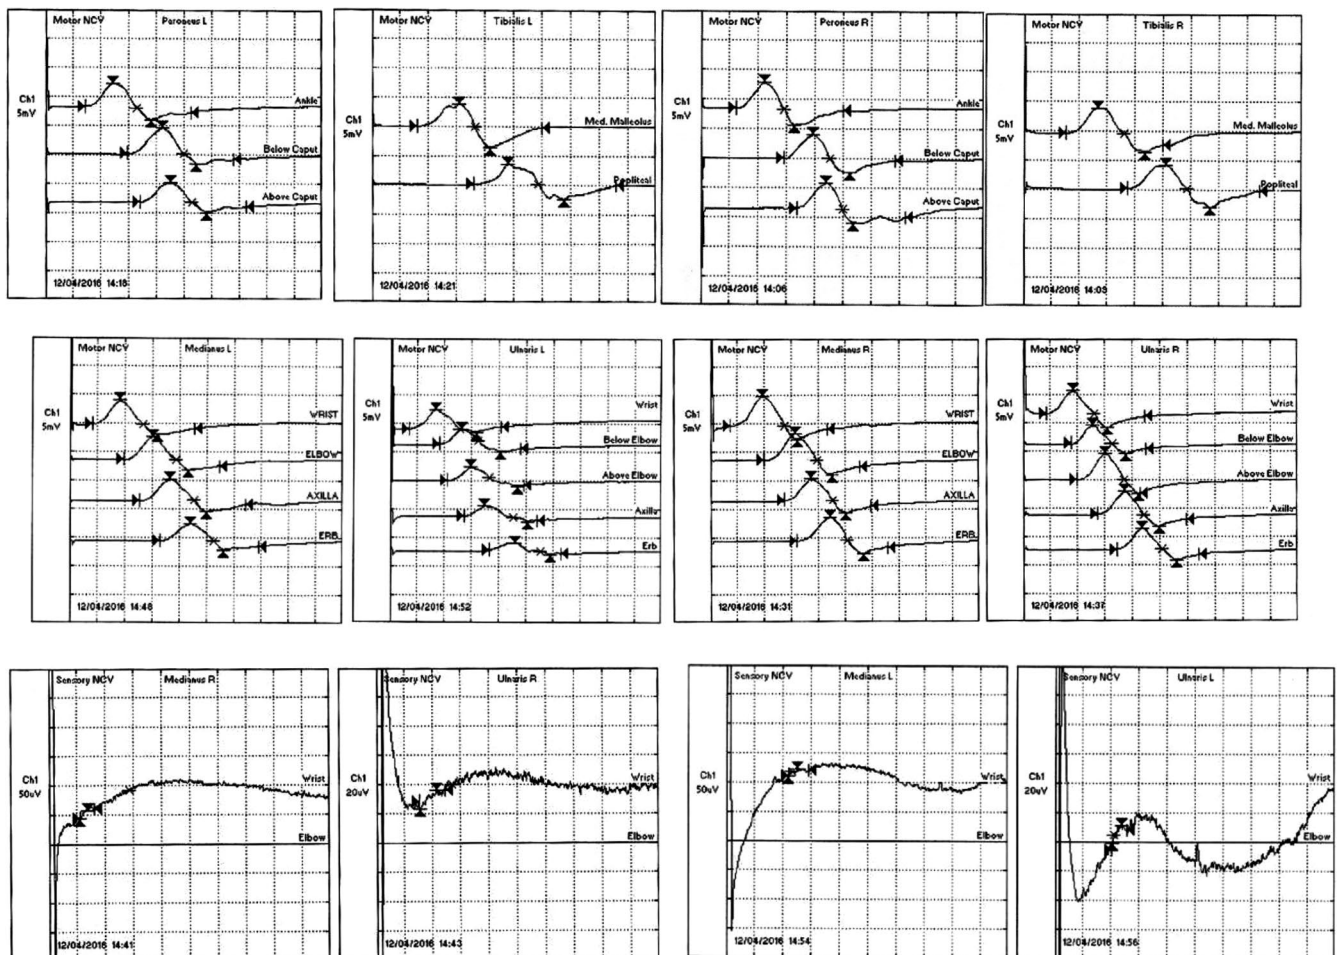 Motor NCV Peroneus L
Ch1
5mV
Ankle
Below Caput
Above Caput
12/04/2016 14:18
Motor NCV Tibialis L
Ch1
5mV
Med. Malleolus
Popliteal
12/04/2016 14:21
Motor NCV Peroneus R
Ch1
5mV
Ankle
Below Caput
Above Caput
12/04/2016 14:06
Motor NCV Tibialis R
Ch1
5mV
Med. Malleolus
Popliteal
12/04/2016 14:09
Motor NCV Medianus L
Ch1
5mV
WRIST
ELBOW
AXILLA
ERB
12/04/2016 14:48
Motor NCV Ulnaris L
Ch1
5mV
Wrist
Below Elbow
Above Elbow
Axilla
Erb
12/04/2016 14:52
Motor NCV Medianus R
Ch1
5mV
WRIST
ELBOW
AXILLA
ERB
12/04/2016 14:31
Motor NCV Ulnaris R
Ch1
5mV
Wrist
Below Elbow
Above Elbow
Axilla
Erb
12/04/2016 14:37
Sensory NCV Medianus R
Ch1
50uV
Wrist
Elbow
12/04/2016 14:41
Sensory NCV Ulnaris R
Ch1
20uV
Wrist
Elbow
12/04/2016 14:43
Sensory NCV Medianus L
Ch1
50uV
Wrist
Elbow
12/04/2016 14:54
Sensory NCV Ulnaris L
Ch1
20uV
Wrist
Elbow
12/04/2016 14:56